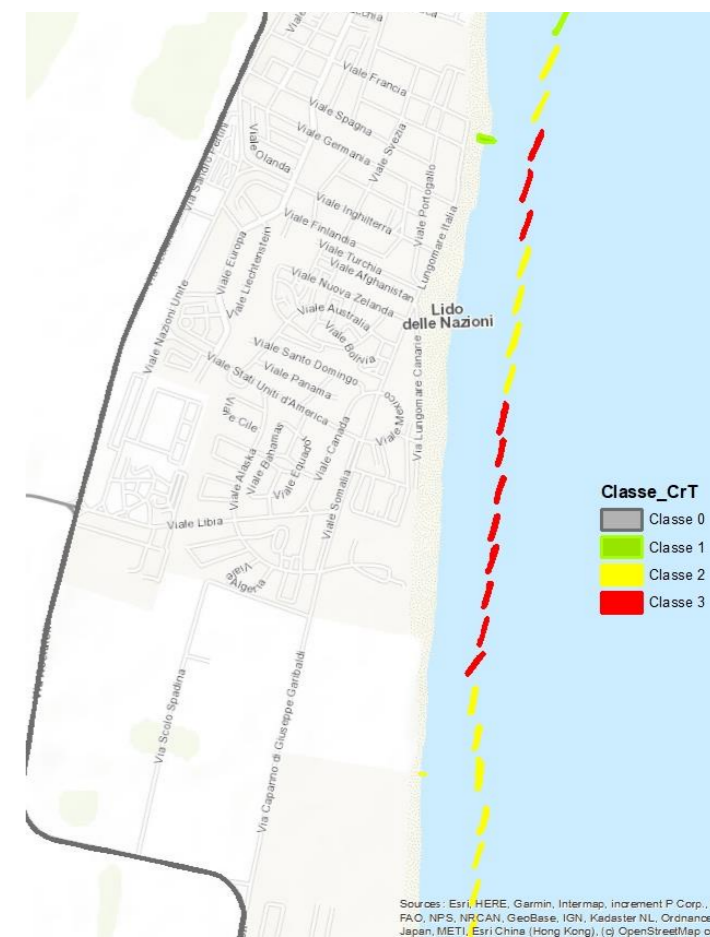 Viale Francia
Viale Spagna
Viale Germania
Viale Svezia
Viale Olanda
Via Sandro Pertini
Viale Inghilterra
Viale Portogallo
Lungomare Italia
Viale Finlandia
Viale Turchia
Viale Afghanistan
Viale Europa
Viale Liechtenstein
Viale Nuova Zelanda
Viale Australia
Lido
delle Nazioni
Viale Nazioni Unite
Viale Bolivia
Viale Santo Domingo
Via Lungomare Canarie
Viale Panama
Viale Stati Uniti d'America
Viale Mexico
Viale Canada
Viale Alaska
Viale Bahamas
Viale Equador
Viale Somalia
Classe_CrT
Classe 0
Classe 1
Classe 2
Classe 3
Viale Libia
Viale
Algeria
Via Scolo Spadina
Via Capanno di Giuseppe Garibaldi
Sources: Esri, HERE, Garmin, Intermap, increment P Corp.,
FAO, NPS, NRCAN, GeoBase, IGN, Kadaster NL, Ordnance
Japan, METI, Esri China (Hong Kong), (c) OpenStreetMap c